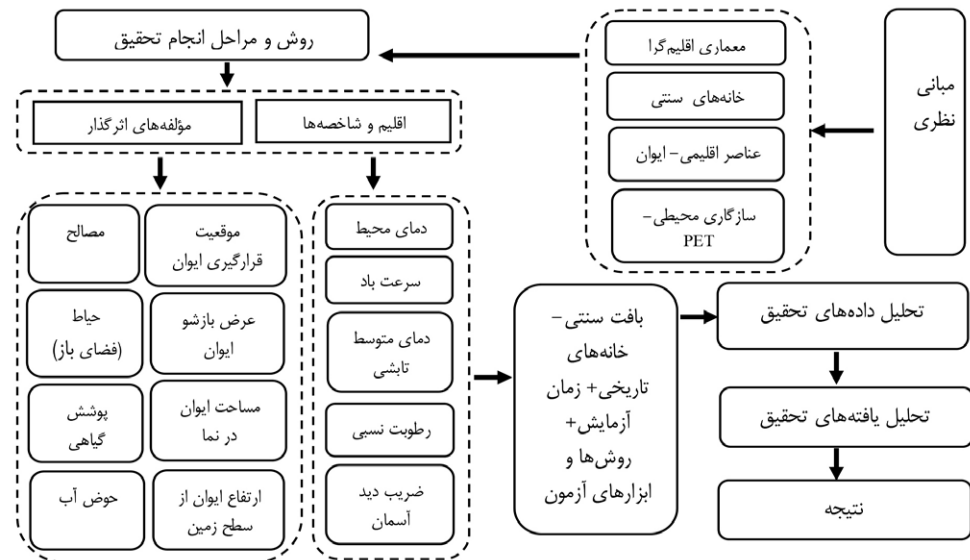 مبانی
نظری
معماری اقلیم‌گرا
خانه‌های سنتی
عناصر اقلیمی- ایوان
سازگاری محیطی-
PET
روش و مراحل انجام تحقیق
اقلیم و شاخصه‌ها
مؤلفه‌های اثرگذار
موقعیت
قرارگیری ایوان
مصالح
عرض بازشو
ایوان
حیاط
(فضای باز)
مساحت ایوان
در نما
پوشش
گیاهی
ارتفاع ایوان از
سطح زمین
حوض آب
دمای محیط
سرعت باد
دمای متوسط
تابشی
رطوبت نسبی
ضریب دید
آسمان
بافت سنتی-
خانه‌های
تاریخی+ زمان
آزمایش+
روش‌ها و
ابزارهای آزمون
تحلیل داده‌های تحقیق
تحلیل یافته‌های تحقیق
نتیجه